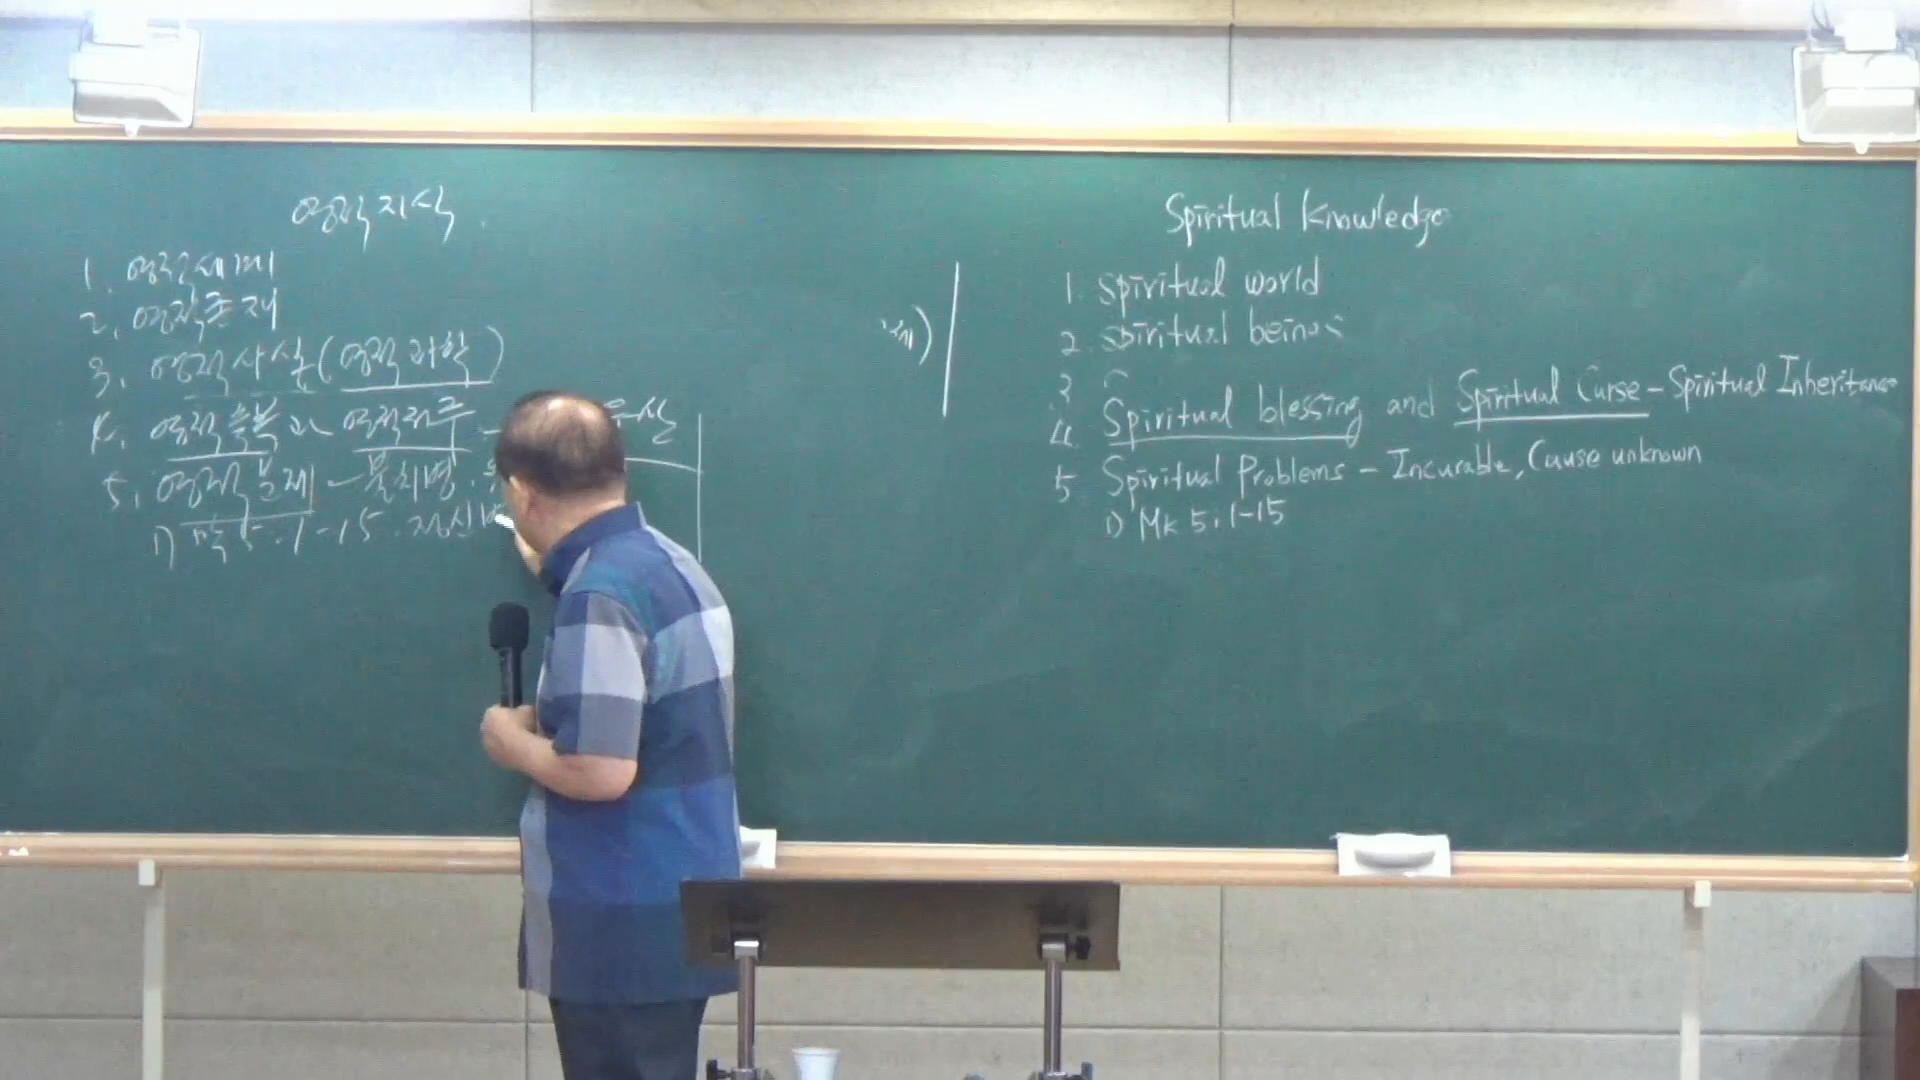 영적지식
1. 영적세계
2. 영적존재
3. 영적사실(영적과학)
4. 영적축복과 영적저주 -
5. 영적문제 - 불치병.
1) 막 5:1-15. 정신병
Spiritual Knowledge
1. Spiritual world
2. Spiritual beings
3
4. Spiritual blessing and Spiritual Curse - Spiritual Inheritance
5 Spiritual Problems - Incurable, Cause unknown
1) Mk 5:1-15